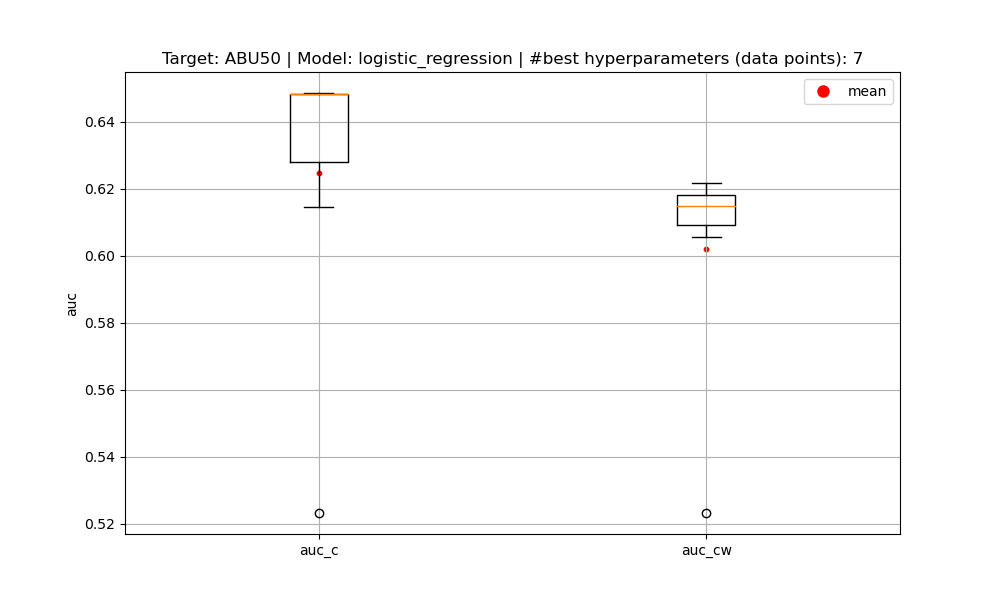 Target: ABU50 | Model: logistic_regression | #best hyperparameters (data points): 7
mean
0.64
0.62
0.60
0.58
0.56
0.54
0.52
auc
auc_c
auc_cw